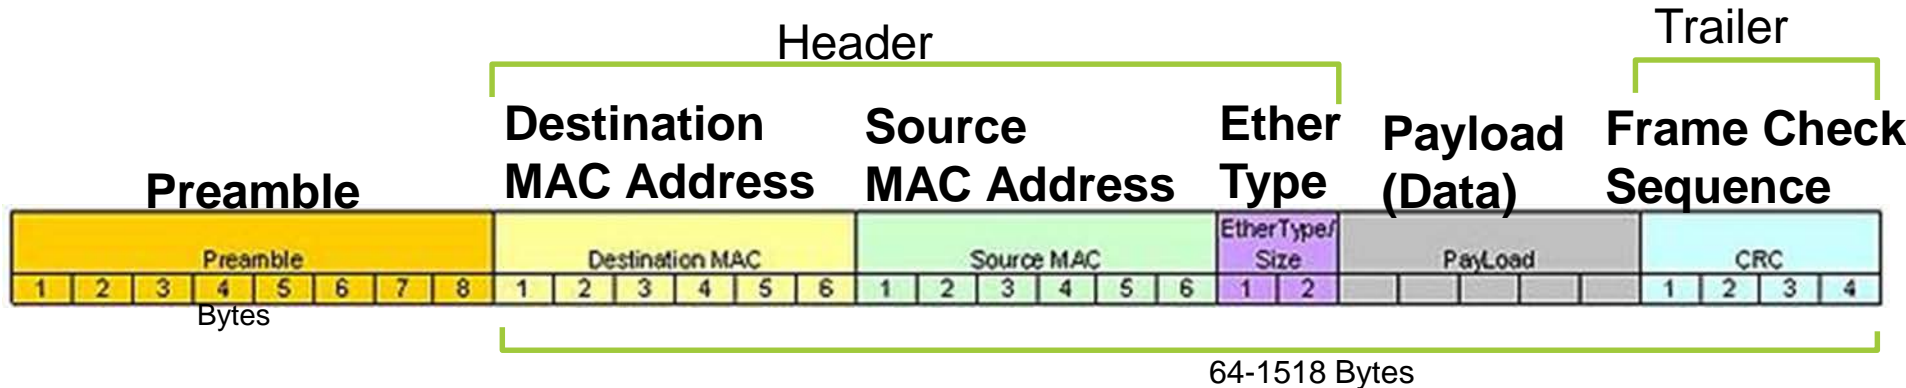 Header
Trailer
Destination
MAC Address
Source
MAC Address
Ether
Type
Payload
(Data)
Frame Check
Sequence
Preamble
Preamble
Destination MAC
Source MAC
EtherType/
Size
PayLoad
CRC
1 2 3 4 5 6 7 8 1 2 3 4 5 6 1 2 3 4 5 6 1 2 1 2 3 4
Bytes
64-1518 Bytes